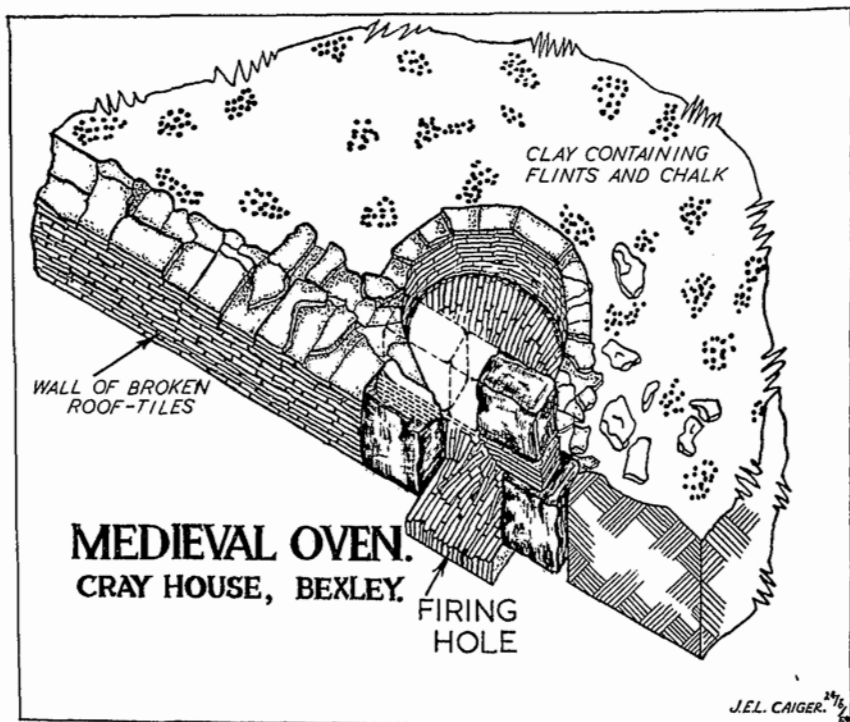 CLAY CONTAINING
FLINTS AND CHALK
WALL OF BROKEN
ROOF-TILES
MEDIEVAL OVEN.
CRAY HOUSE, BEXLEY.
FIRING
HOLE
J.E.L. CAIGER.